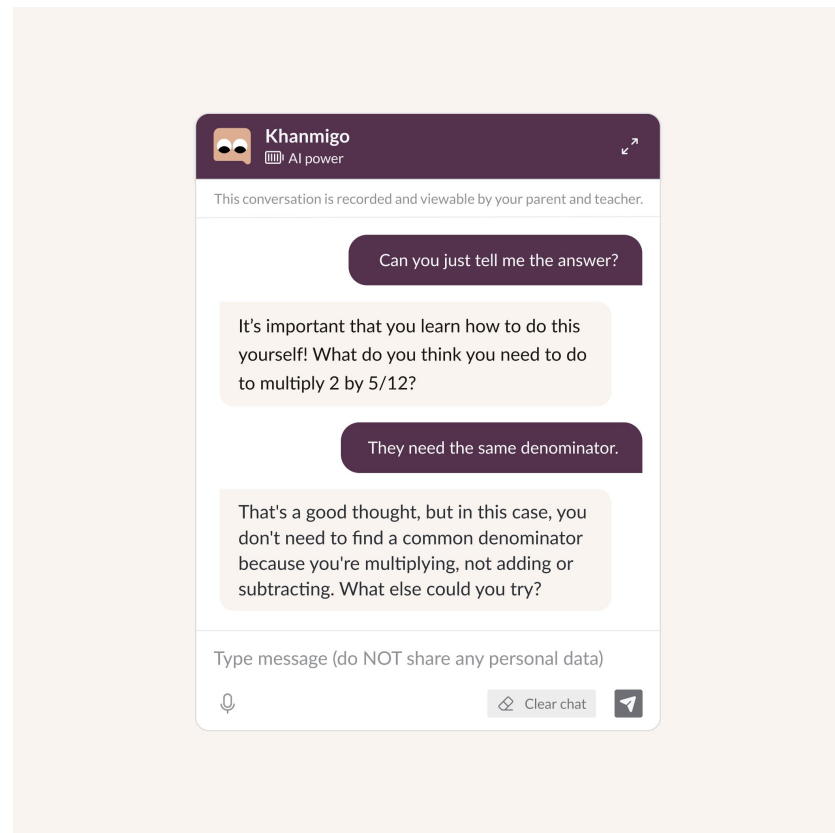 Khanmigo
AI power
This conversation is recorded and viewable by your parent and teacher.
Can you just tell me the answer?
It’s important that you learn how to do this
yourself! What do you think you need to do
to multiply 2 by 5/12?
They need the same denominator.
That's a good thought, but in this case, you
don't need to find a common denominator
because you're multiplying, not adding or
subtracting. What else could you try?
Type message (do NOT share any personal data)
Clear chat